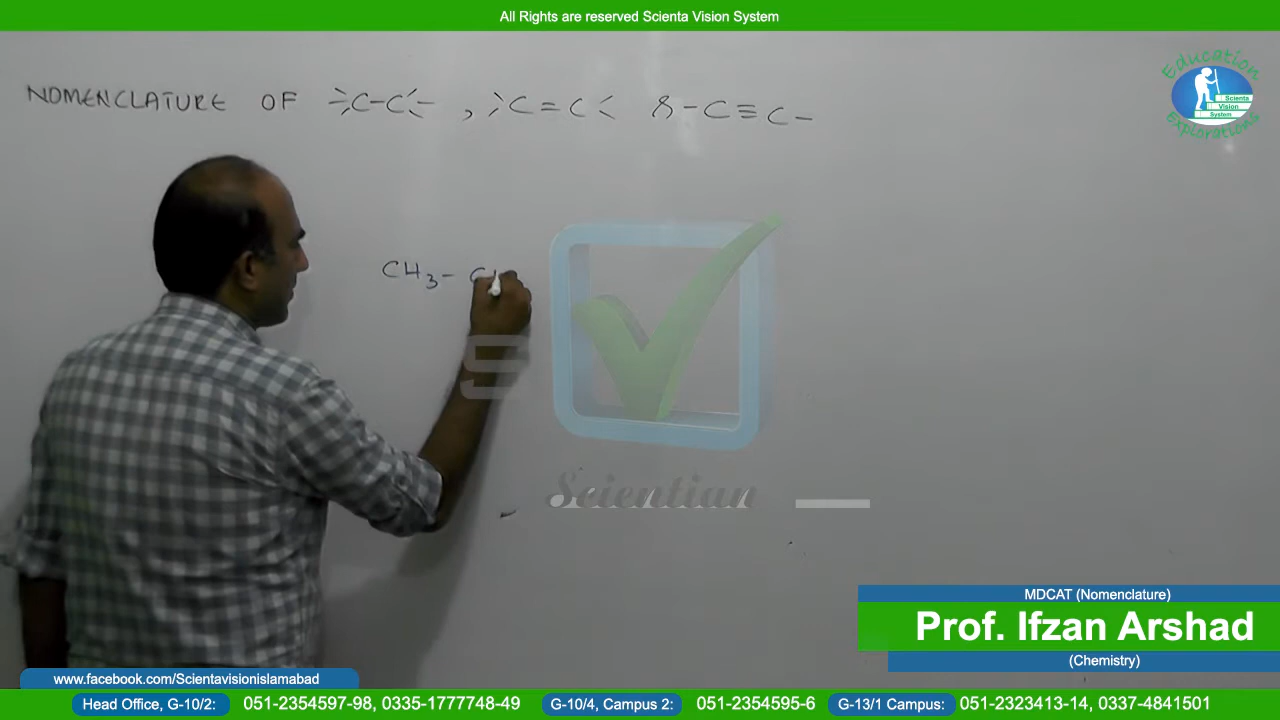 All Rights are reserved Scienta Vision System
Education
Scienta
Vision
System
Explorations
NOMENCLATURE OF >C-C<-, >C=C< & -C≡C-
CH3-
Scientian
MDCAT (Nomenclature)
Prof. Ifzan Arshad
(Chemistry)
www.facebook.com/Scientavisionislamabad
Head Office, G-10/2: 051-2354597-98, 0335-1777748-49 G-10/4, Campus 2: 051-2354595-6 G-13/1 Campus: 051-2323413-14, 0337-4841501